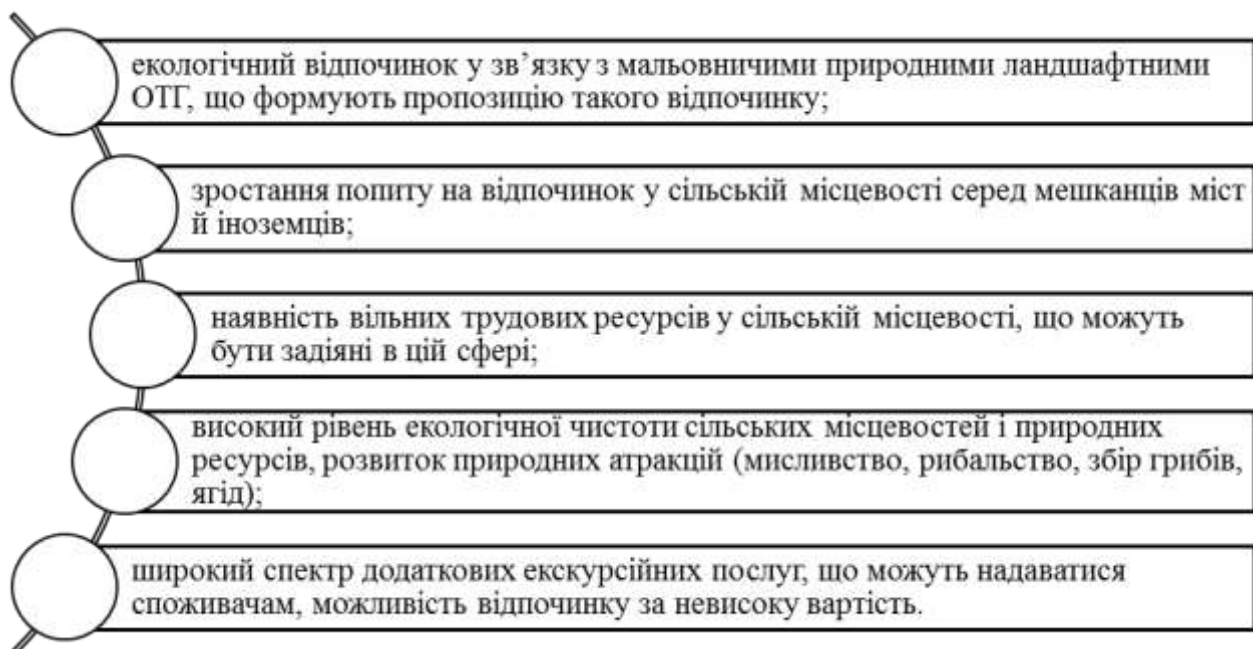 екологічний відпочинок у зв’язку з мальовничими природними ландшафтними
ОТГ, що формують пропозицію такого відпочинку;
зростання попиту на відпочинок у сільській місцевості серед мешканців міст
й іноземців;
наявність вільних трудових ресурсів у сільській місцевості, що можуть
бути задіяні в цій сфері;
високий рівень екологічної чистоти сільських місцевостей і природних
ресурсів, розвиток природних атракцій (мисливство, рибальство, збір грибів,
ягід);
широкий спектр додаткових екскурсійних послуг, що можуть надаватися
споживачам, можливість відпочинку за невисоку вартість.